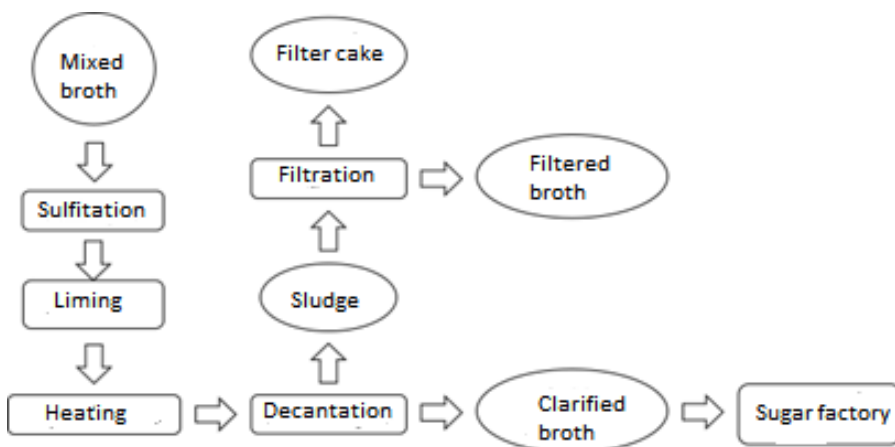 Mixed
broth
Sulfitation
Liming
Heating
Filter cake
Filtration
Filtered
broth
Sludge
Decantation
Clarified
broth
Sugar factory